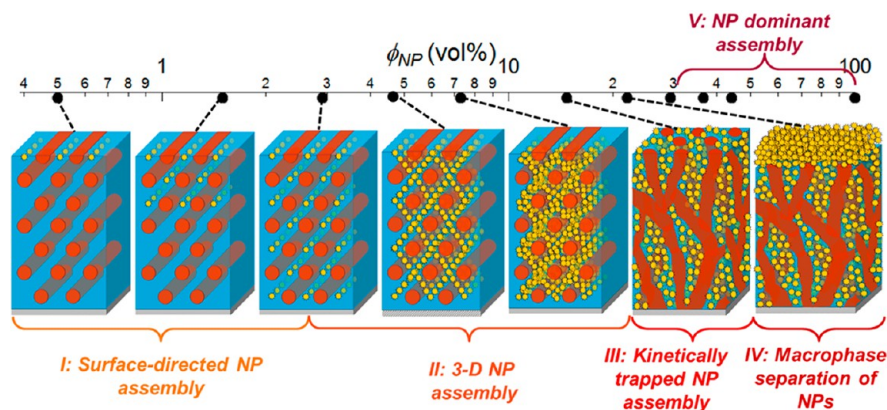 V: NP dominant
assembly
1 ϕNP (vol%) 10 100
4 5 6 7 8 9 2 3 4 5 6 7 8 9 2 3 4 5 6 7 8 9
I: Surface-directed NP
assembly
II: 3-D NP
assembly
III: Kinetically
trapped NP
assembly
IV: Macrophase
separation of
NPs